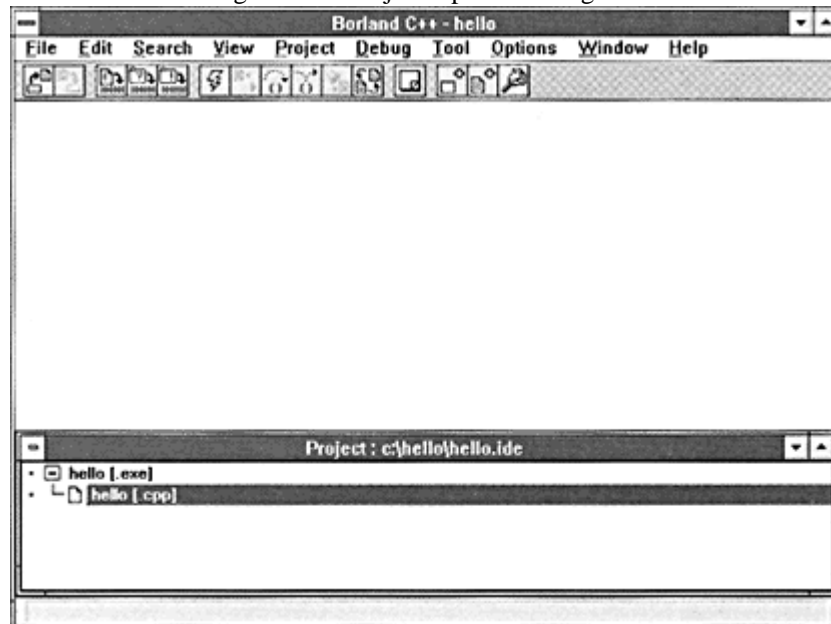 Borland C++ - hello
File Edit Search View Project Debug Tool Options Window Help
Project : c:\hello\hello.ide
hello [.exe]
hello [.cpp]